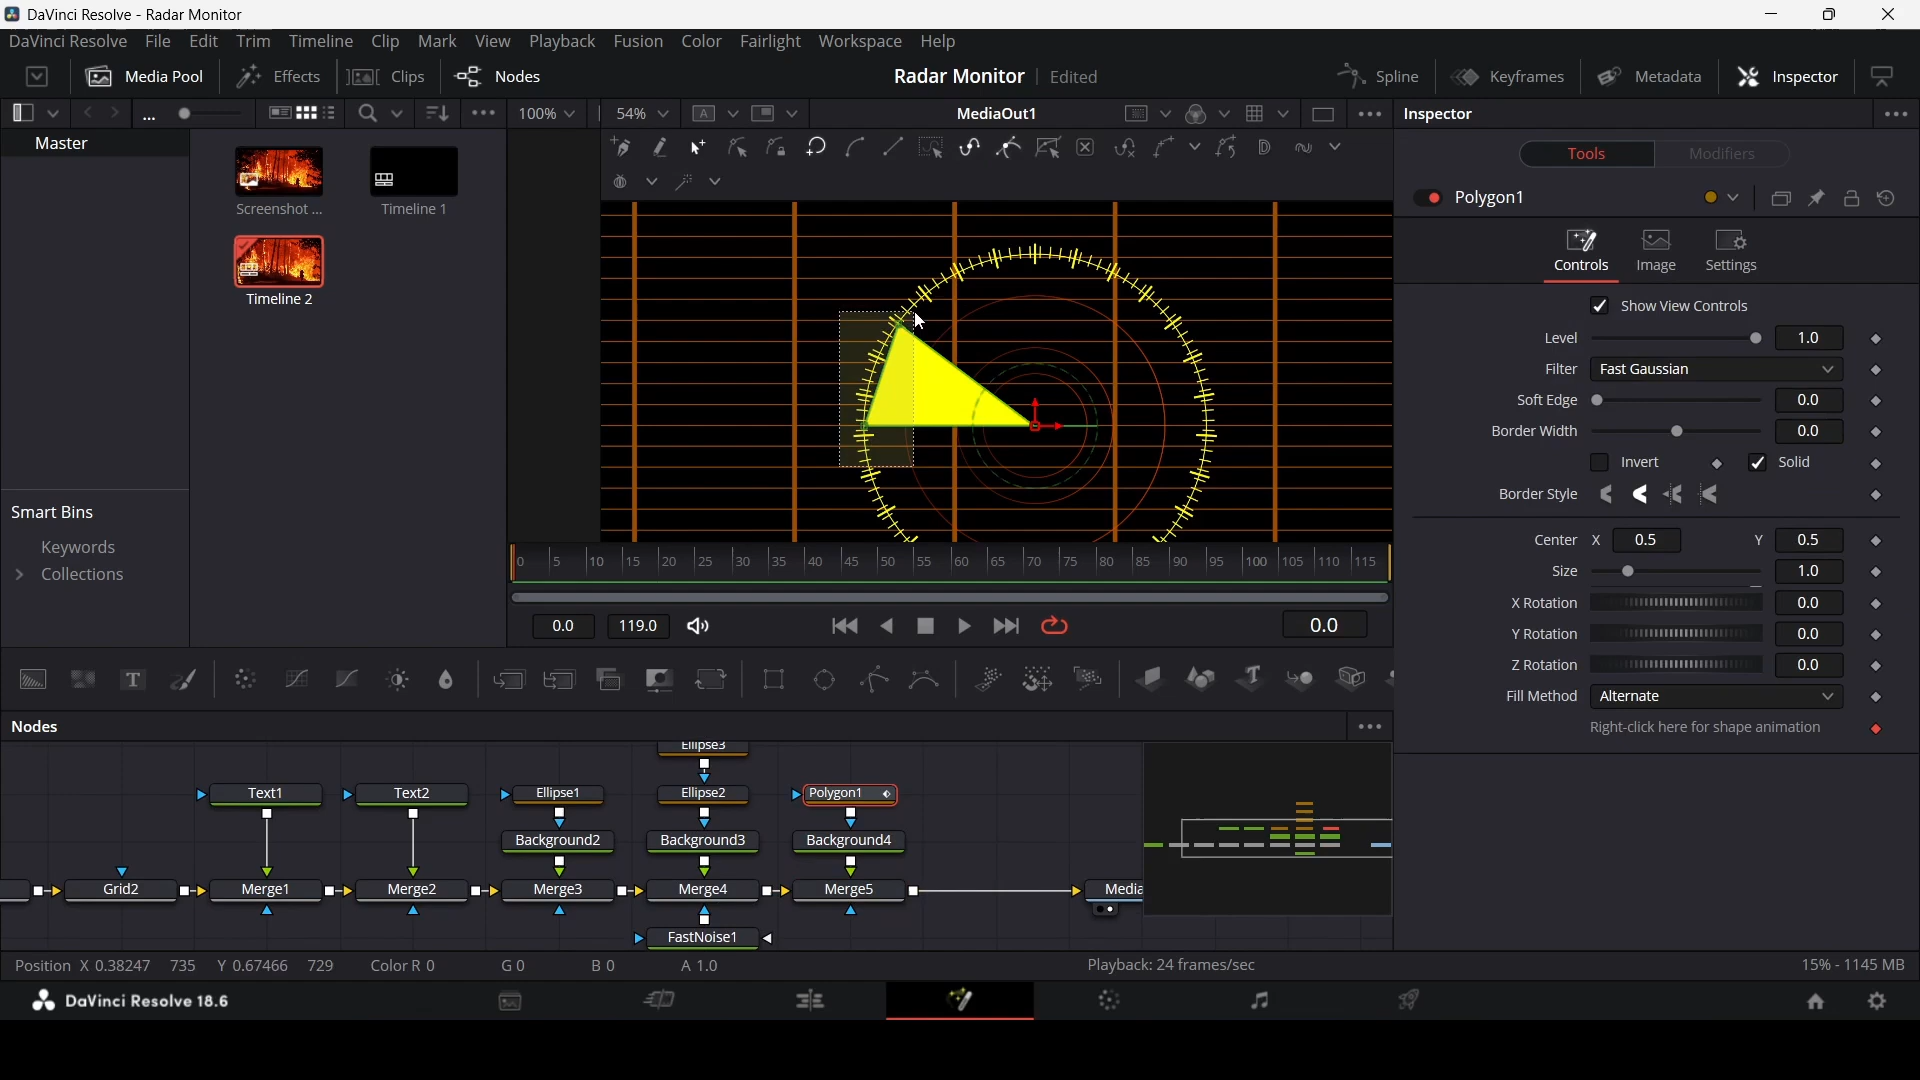 DaVinci Resolve - Radar Monitor
DaVinci Resolve File Edit Trim Timeline Clip Mark View Playback Fusion Color Fairlight Workspace Help
Media Pool Effects Clips Nodes Radar Monitor Edited Spline Keyframes Metadata Inspector
... 100% 54% A MediaOut1 Inspector
Master
Screenshot ...
Timeline 1
Timeline 2
Tools Modifiers
Polygon1
Controls Image Settings
Show View Controls
Level 1.0
Filter Fast Gaussian
Soft Edge 0.0
Border Width 0.0
Invert Solid
Border Style
Center X 0.5 Y 0.5
Size 1.0
X Rotation 0.0
Y Rotation 0.0
Z Rotation 0.0
Fill Method Alternate
Right-click here for shape animation
Smart Bins
Keywords
Collections
0 5 10 15 20 25 30 35 40 45 50 55 60 65 70 75 80 85 90 95 100 105 110 115
0.0 119.0 0.0
Nodes
Ellipse3
Text1 Text2 Ellipse1 Ellipse2 Polygon1
Background2 Background3 Background4
Grid2 Merge1 Merge2 Merge3 Merge4 Merge5 Media
FastNoise1
Position X 0.38247 735 Y 0.67466 729 Color R 0 G 0 B 0 A 1.0 Playback: 24 frames/sec 15% - 1145 MB
DaVinci Resolve 18.6